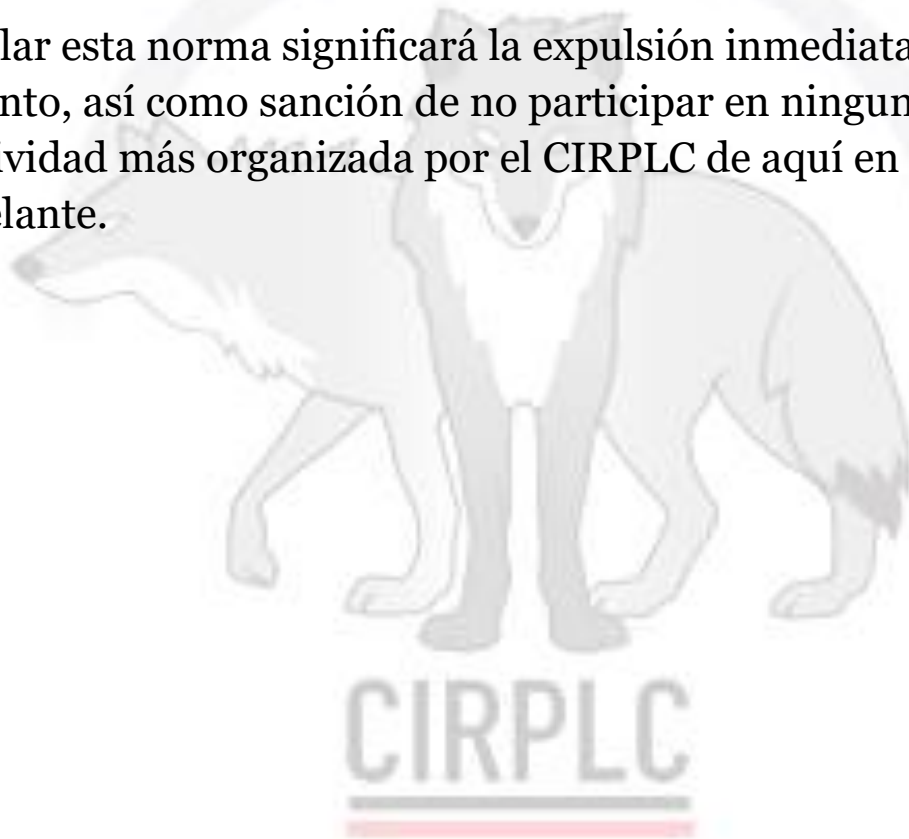 lar esta norma significará la expulsión inmediata
nto, así como sanción de no participar en ningun
ividad más organizada por el CIRPLC de aquí en
elante.
CIRPLC